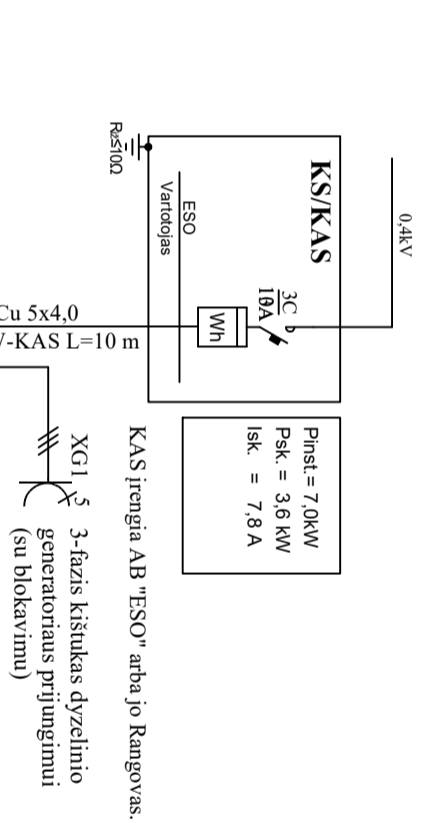 0,4kV
KS/KAS
3C
10A
Wh
ESO
Vartotojas
Pinst.= 7,0kW
Psk. = 3,6 kW
Isk. = 7,8 A
KAS įrengia AB "ESO" arba jo Rangovas.
Cu 5x4,0
-KAS L=10 m
XG1 5 3-fazis kištukas dyzelinio
generatoriaus prijungimui
(su blokavimu)